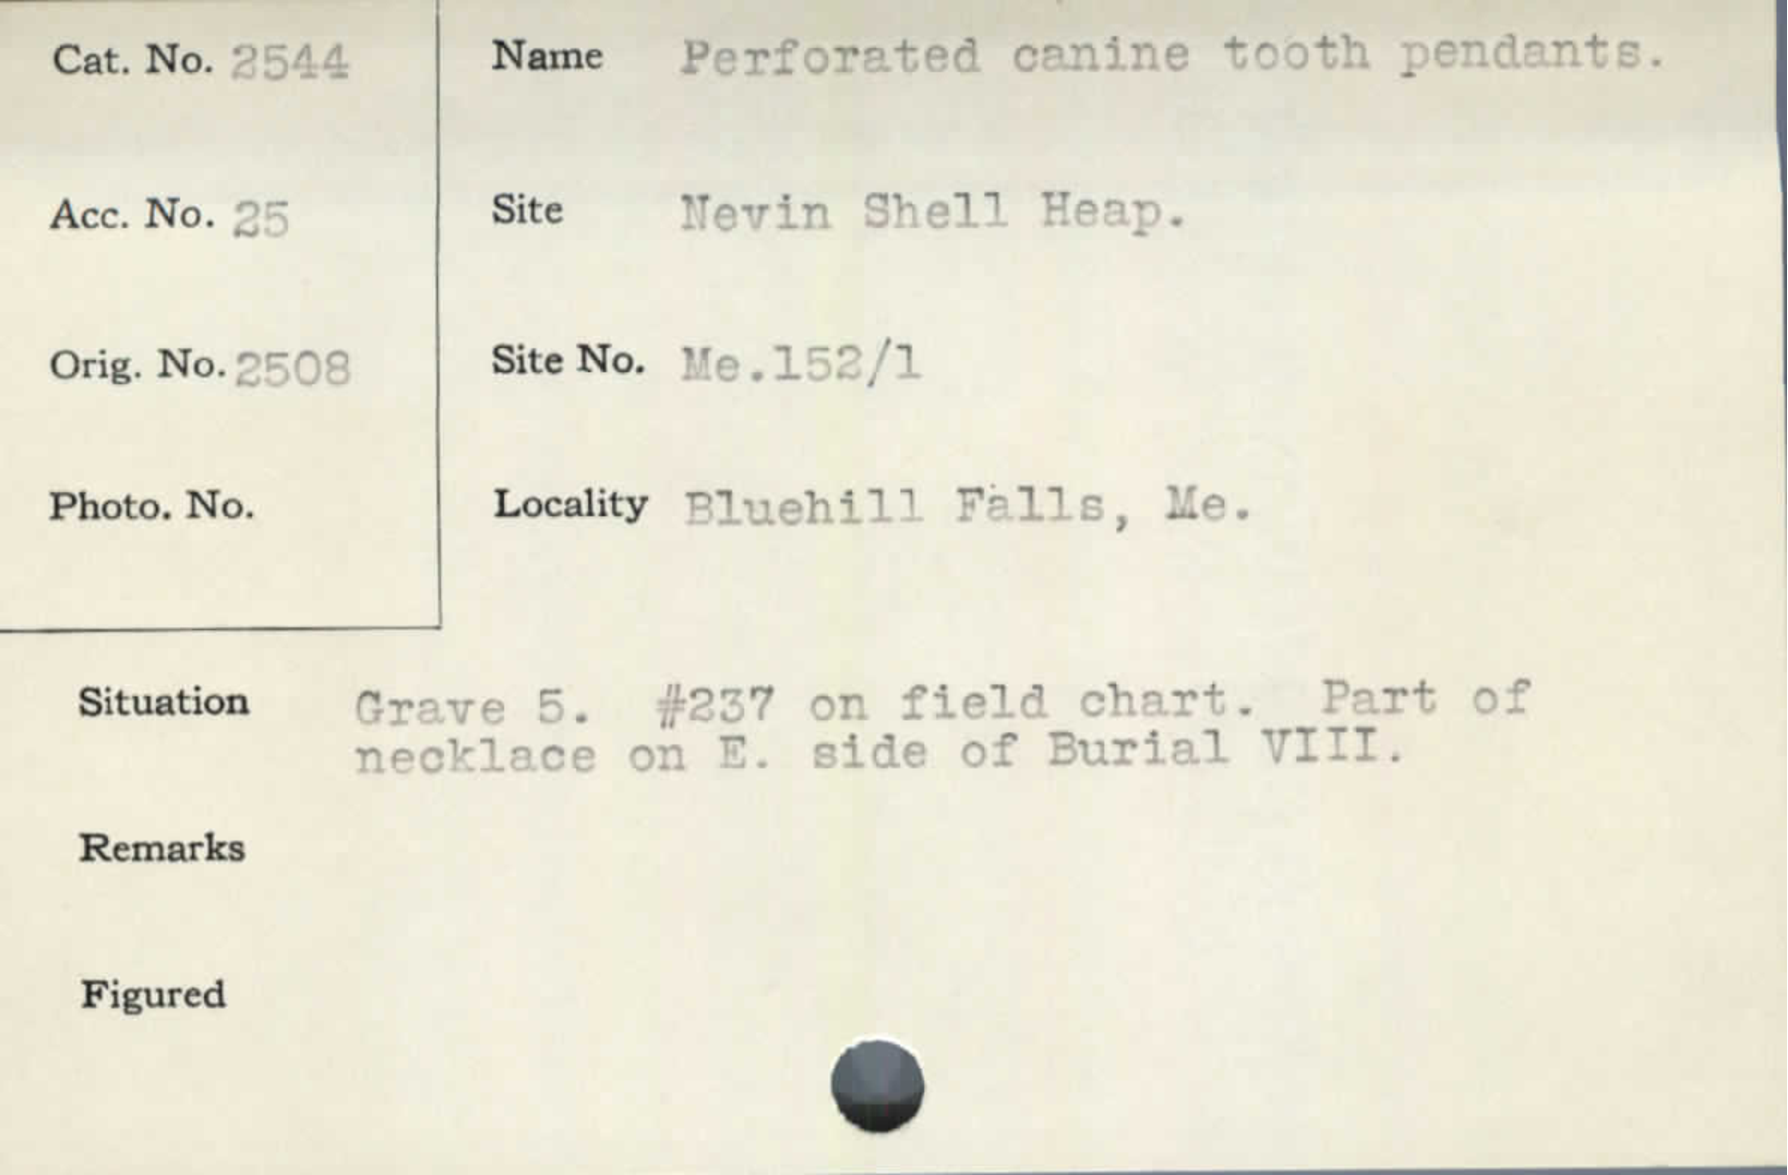 Cat. No. 2544
Name Perforated canine tooth pendants.
Acc. No. 25
Site Nevin Shell Heap.
Orig. No. 2508
Site No. Me.152/1
Photo. No.
Locality Bluehill Falls, Me.
Situation Grave 5. #237 on field chart. Part of
necklace on E. side of Burial VIII.
Remarks
Figured